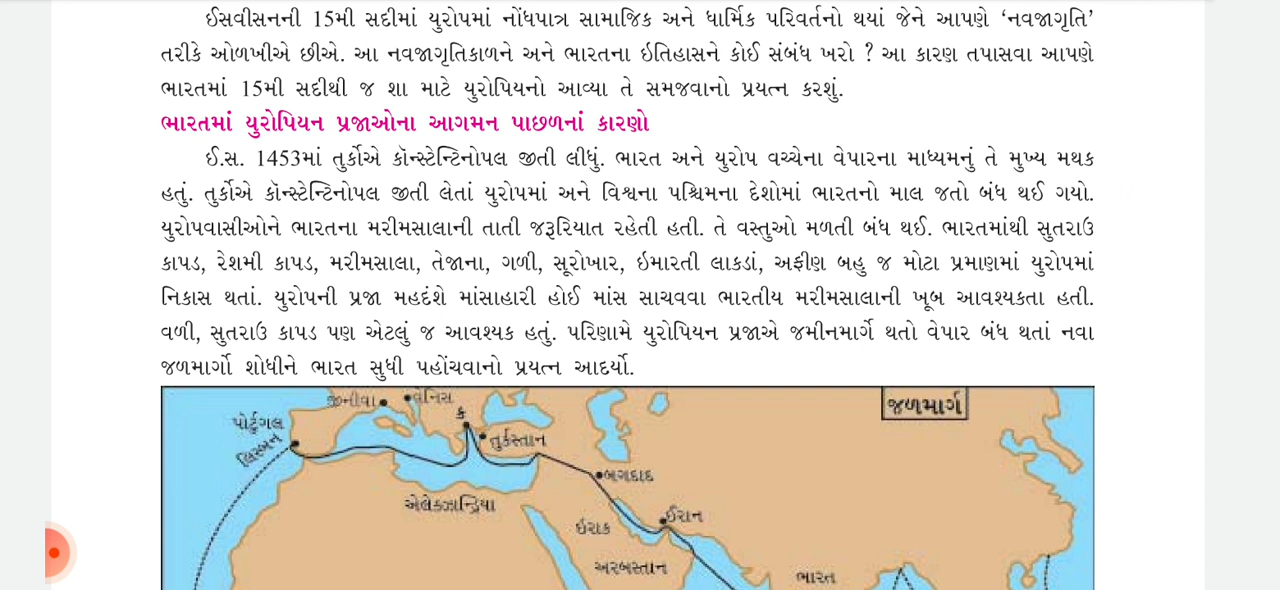 ઈસવીસનની 15મી સદીમાં યુરોપમાં નોંધપાત્ર સામાજિક અને ધાર્મિક પરિવર્તનો થયાં જેને આપણે ‘નવજાગૃતિ’
તરીકે ઓળખીએ છીએ. આ નવજાગૃતિકાળને અને ભારતના ઇતિહાસને કોઈ સંબંધ ખરો ? આ કારણ તપાસવા આપણે
ભારતમાં 15મી સદીથી જ શા માટે યુરોપિયનો આવ્યા તે સમજવાનો પ્રયત્ન કરશું.
ભારતમાં યુરોપિયન પ્રજાઓના આગમન પાછળનાં કારણો
ઈ.સ. 1453માં તુર્કોએ કૉન્સ્ટેન્ટિનોપલ જીતી લીધું. ભારત અને યુરોપ વચ્ચેના વેપારના માધ્યમનું તે મુખ્ય મથક
હતું. તુર્કોએ કૉન્સ્ટેન્ટિનોપલ જીતી લેતાં યુરોપમાં અને વિશ્વના પશ્ચિમના દેશોમાં ભારતનો માલ જતો બંધ થઈ ગયો.
યુરોપવાસીઓને ભારતના મરીમસાલાની તાતી જરૂરિયાત રહેતી હતી. તે વસ્તુઓ મળતી બંધ થઈ. ભારતમાંથી સુતરાઉ
કાપડ, રેશમી કાપડ, મરીમસાલા, તેજાના, ગળી, સૂરોખાર, ઇમારતી લાકડાં, અફીણ બહુ જ મોટા પ્રમાણમાં યુરોપમાં
નિકાસ થતાં. યુરોપની પ્રજા મહદંશે માંસાહારી હોઈ માંસ સાચવવા ભારતીય મરીમસાલાની ખૂબ આવશ્યકતા હતી.
વળી, સુતરાઉ કાપડ પણ એટલું જ આવશ્યક હતું. પરિણામે યુરોપિયન પ્રજાએ જમીનમાર્ગે થતો વેપાર બંધ થતાં નવા
જળમાર્ગો શોધીને ભારત સુધી પહોંચવાનો પ્રયત્ન આદર્યો.
જીનીવા
વેનિસ
જળમાર્ગ
ક
પોર્ટુગલ
લિસ્બન
તુર્કસ્તાન
બગદાદ
એલેકઝાન્ડ્રિયા
ઈરાન
ઇરાક
અરબસ્તાન
ભારત